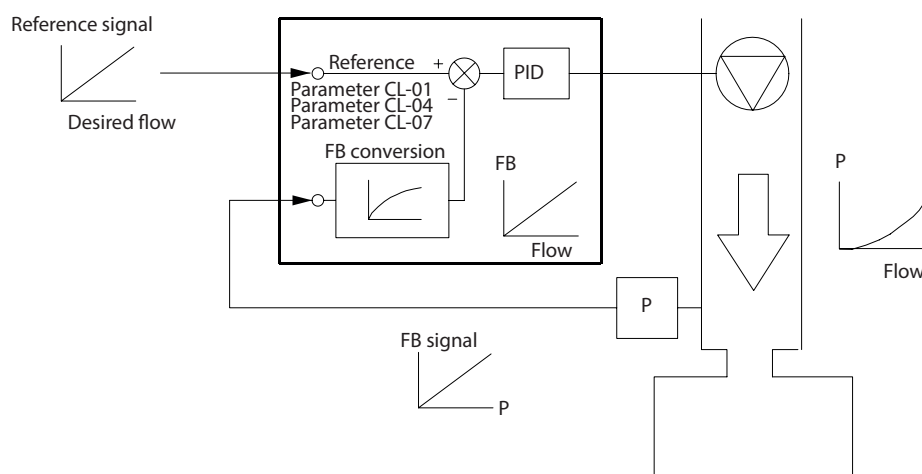 Reference signal
Desired flow
Reference
+
Parameter CL-01
Parameter CL-04
Parameter CL-07
−
PID
FB conversion
FB
Flow
P
Flow
P
FB signal
P